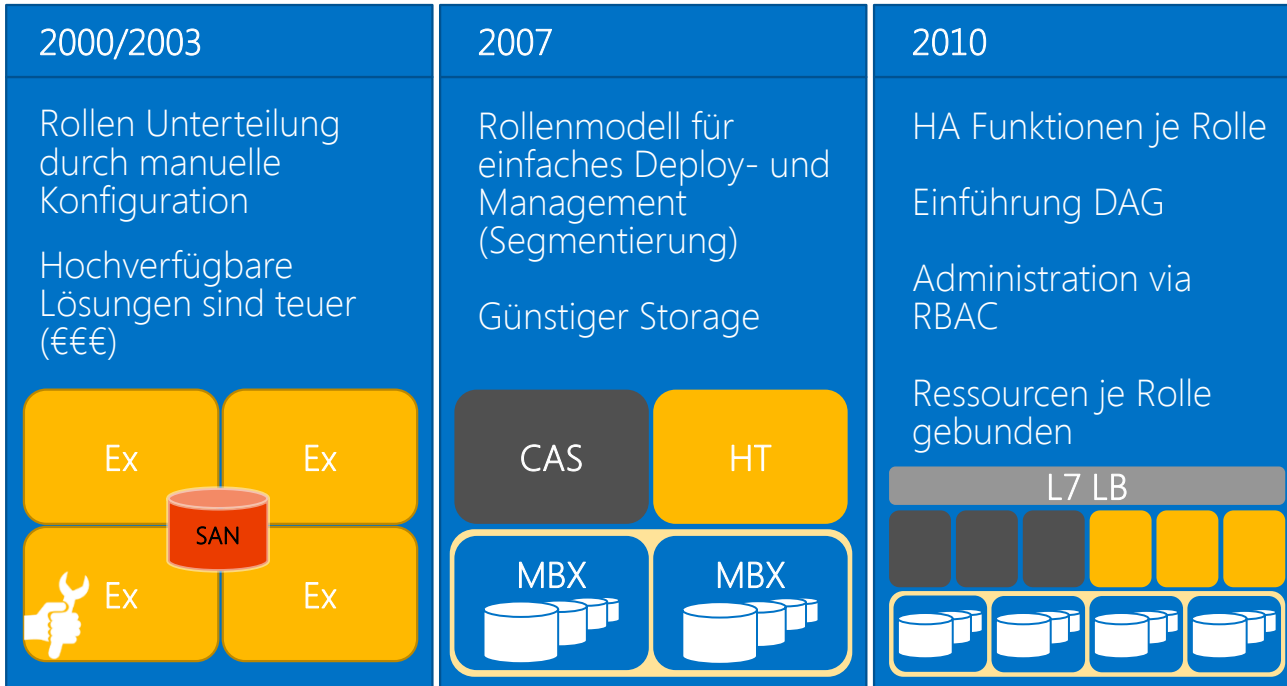 2000/2003
Rollen Unterteilung
durch manuelle
Konfiguration
Hochverfügbare
Lösungen sind teuer
(€€€)
Ex
Ex
SAN
Ex
Ex
2007
Rollenmodell für
einfaches Deploy- und
Management
(Segmentierung)
Günstiger Storage
CAS
HT
MBX
MBX
2010
HA Funktionen je Rolle
Einführung DAG
Administration via
RBAC
Ressourcen je Rolle
gebunden
L7 LB